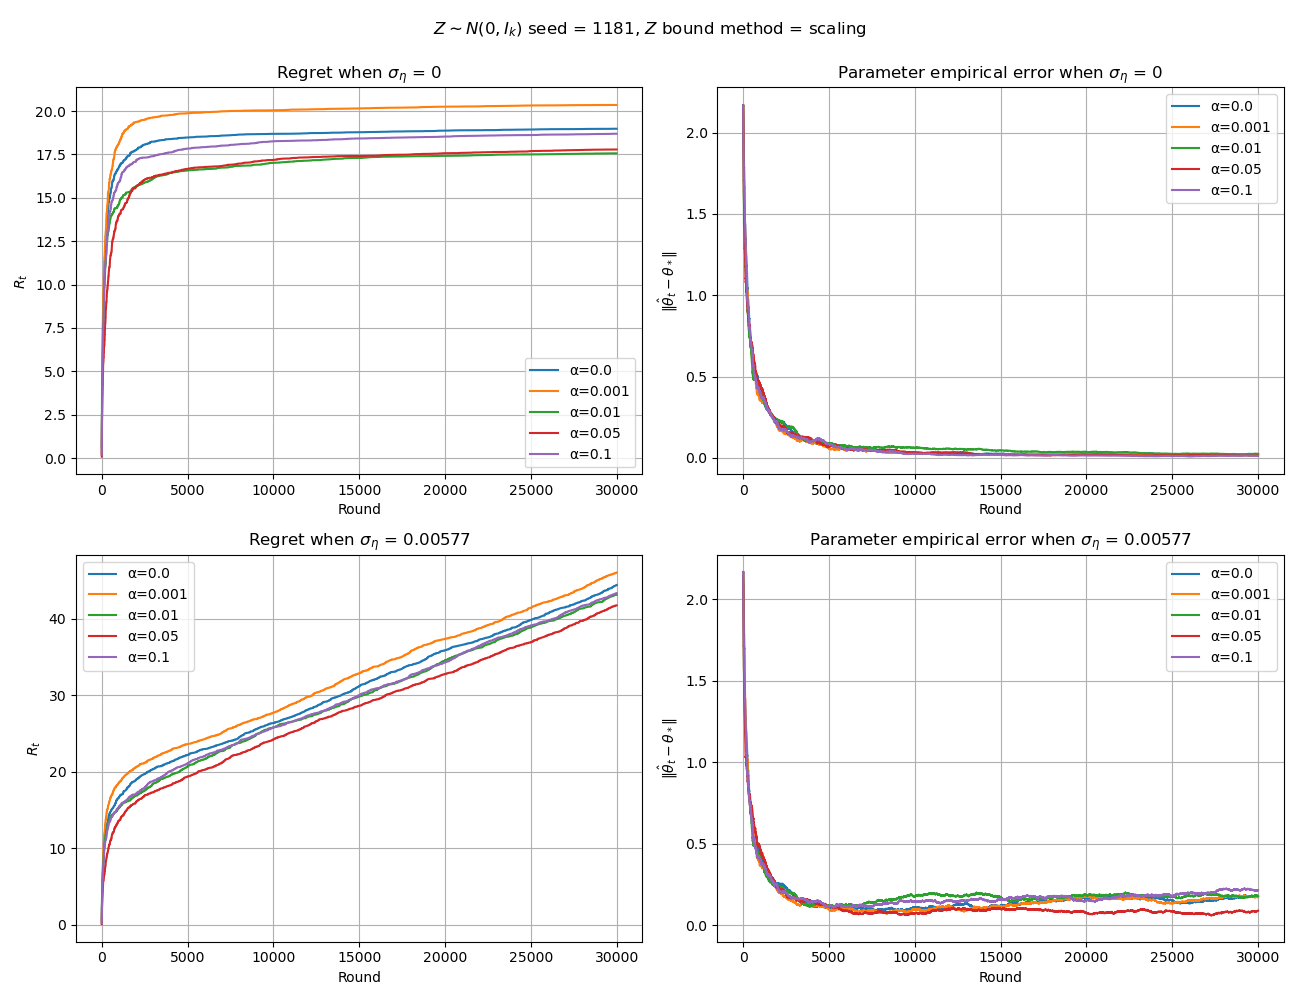 Z ~ N(0, I_k) seed = 1181, Z bound method = scaling
Regret when σ_η = 0
R_t
20.0
17.5
15.0
12.5
10.0
7.5
5.0
2.5
0.0
α=0.0
α=0.001
α=0.01
α=0.05
α=0.1
0 5000 10000 15000 20000 25000 30000
Round
Parameter empirical error when σ_η = 0
‖θ̂_t − θ_*‖
2.0
1.5
1.0
0.5
0.0
α=0.0
α=0.001
α=0.01
α=0.05
α=0.1
0 5000 10000 15000 20000 25000 30000
Round
Regret when σ_η = 0.00577
R_t
40
30
20
10
0
α=0.0
α=0.001
α=0.01
α=0.05
α=0.1
0 5000 10000 15000 20000 25000 30000
Round
Parameter empirical error when σ_η = 0.00577
‖θ̂_t − θ_*‖
2.0
1.5
1.0
0.5
0.0
α=0.0
α=0.001
α=0.01
α=0.05
α=0.1
0 5000 10000 15000 20000 25000 30000
Round